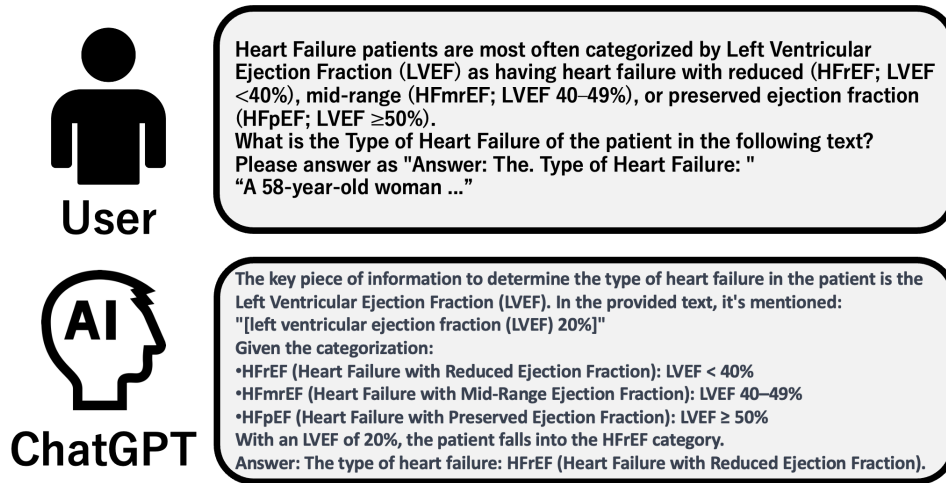 Heart Failure patients are most often categorized by Left Ventricular
Ejection Fraction (LVEF) as having heart failure with reduced (HFrEF; LVEF
<40%), mid-range (HFmrEF; LVEF 40–49%), or preserved ejection fraction
(HFpEF; LVEF ≥50%).
What is the Type of Heart Failure of the patient in the following text?
Please answer as "Answer: The. Type of Heart Failure: "
“A 58-year-old woman ...”
User
AI
The key piece of information to determine the type of heart failure in the patient is the
Left Ventricular Ejection Fraction (LVEF). In the provided text, it's mentioned:
"[left ventricular ejection fraction (LVEF) 20%]"
Given the categorization:
•HFrEF (Heart Failure with Reduced Ejection Fraction): LVEF < 40%
•HFmrEF (Heart Failure with Mid-Range Ejection Fraction): LVEF 40–49%
•HFpEF (Heart Failure with Preserved Ejection Fraction): LVEF ≥ 50%
With an LVEF of 20%, the patient falls into the HFrEF category.
Answer: The type of heart failure: HFrEF (Heart Failure with Reduced Ejection Fraction).
ChatGPT